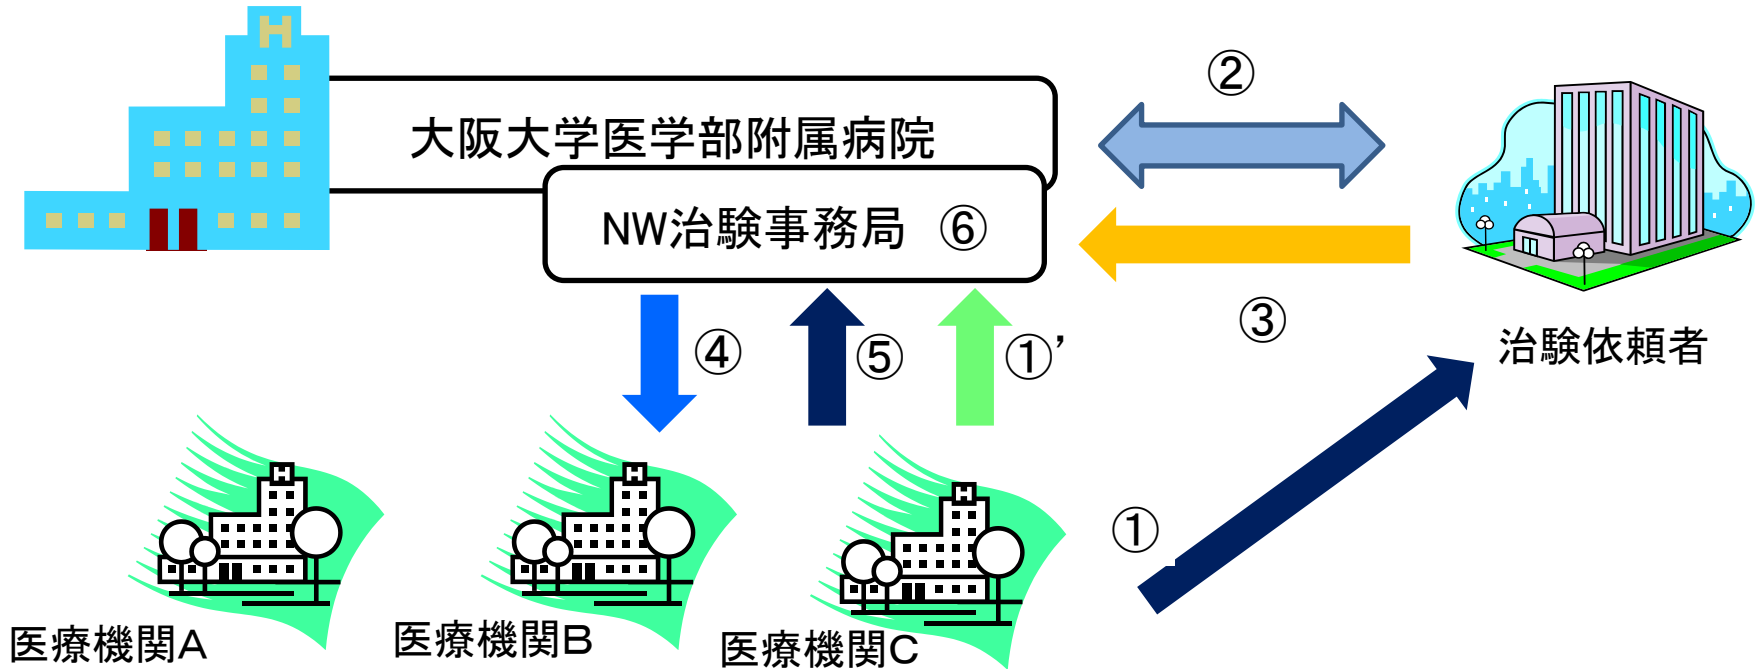 H
②
大阪大学医学部附属病院
NW治験事務局 ⑥
③
④
⑤
①’
治験依頼者
①
医療機関A
医療機関B
医療機関C